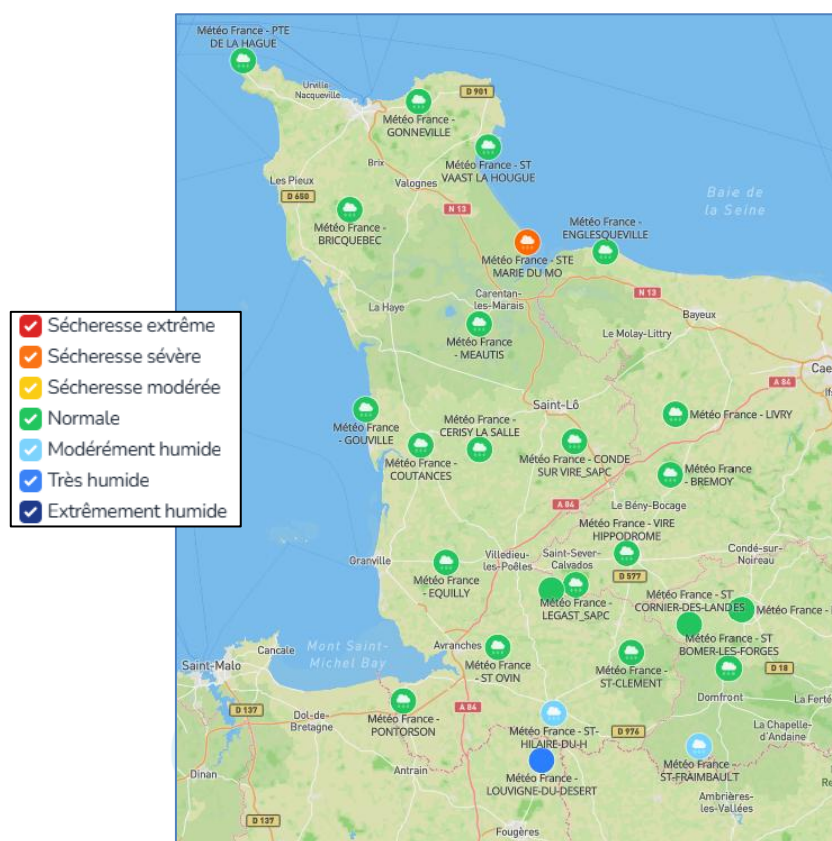 Météo France - PTE
DE LA HAGUE
Urville
Nacqueville
D 901
Météo France -
GONNEVILLE
Météo France - ST
VAAST LA HOUGUE
Brix
Les Pieux
Valognes
D 650
N 13
Baie de
la Seine
Météo France -
BRICQUEBEC
Météo France -
ENGLESQUEVILLE
Météo France - STE
MARIE DU MO
Carentan-
les-Marais
N 13
La Haye
Bayeux
Météo France
- MEAUTIS
Le Molay-Littry
Sécheresse extrême
Sécheresse sévère
Sécheresse modérée
Normale
Modérément humide
Très humide
Extrêmement humide
Cae
A 84
Saint-Lô
Météo France - LIVRY
Météo France
- GOUVILLE
Météo France -
CERISY LA SALLE
Météo France -
COUTANCES
Météo France - CONDE
SUR VIRE_SAPC
Météo France
- BREMOY
A 84
Le Bény-Bocage
Météo France - VIRE
HIPPODROME
Granville
Villedieu-
les-Poêles
Saint-Sever-
Calvados
Condé-sur-
Noireau
D 577
Météo France
- EQUILLY
Météo France -
LEGAST_SAPC
Météo France - ST
CORNIER-DES-LANDES
Météo France -
Mont Saint-
Michel Bay
Cancale
Saint-Malo
Avranches
Météo France
- ST OVIN
Météo France
- ST-CLEMENT
Météo France - ST
BOMER-LES-FORGES
D 18
Domfront
La Ferté
D 137
Dol-de-
Bretagne
Météo France -
PONTORSON
A 84
Météo France - ST-
HILAIRE-DU-H
D 976
La Chapelle-
d'Andaine
Météo France -
ST-FRAIMBAULT
Dinan
Antrain
Météo France -
LOUVIGNE-DU-DESERT
Ambrières-
les-Vallées
D 137
Fougères